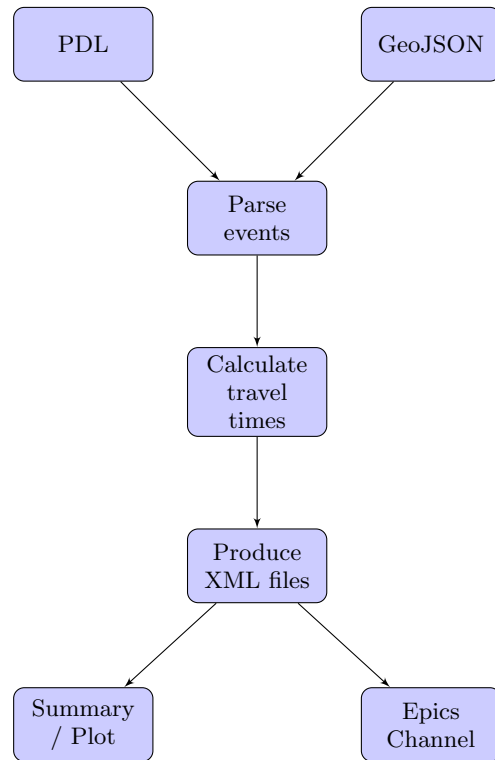 PDL
GeoJSON
Parse
events
Calculate
travel
times
Produce
XML files
Summary
/ Plot
Epics
Channel